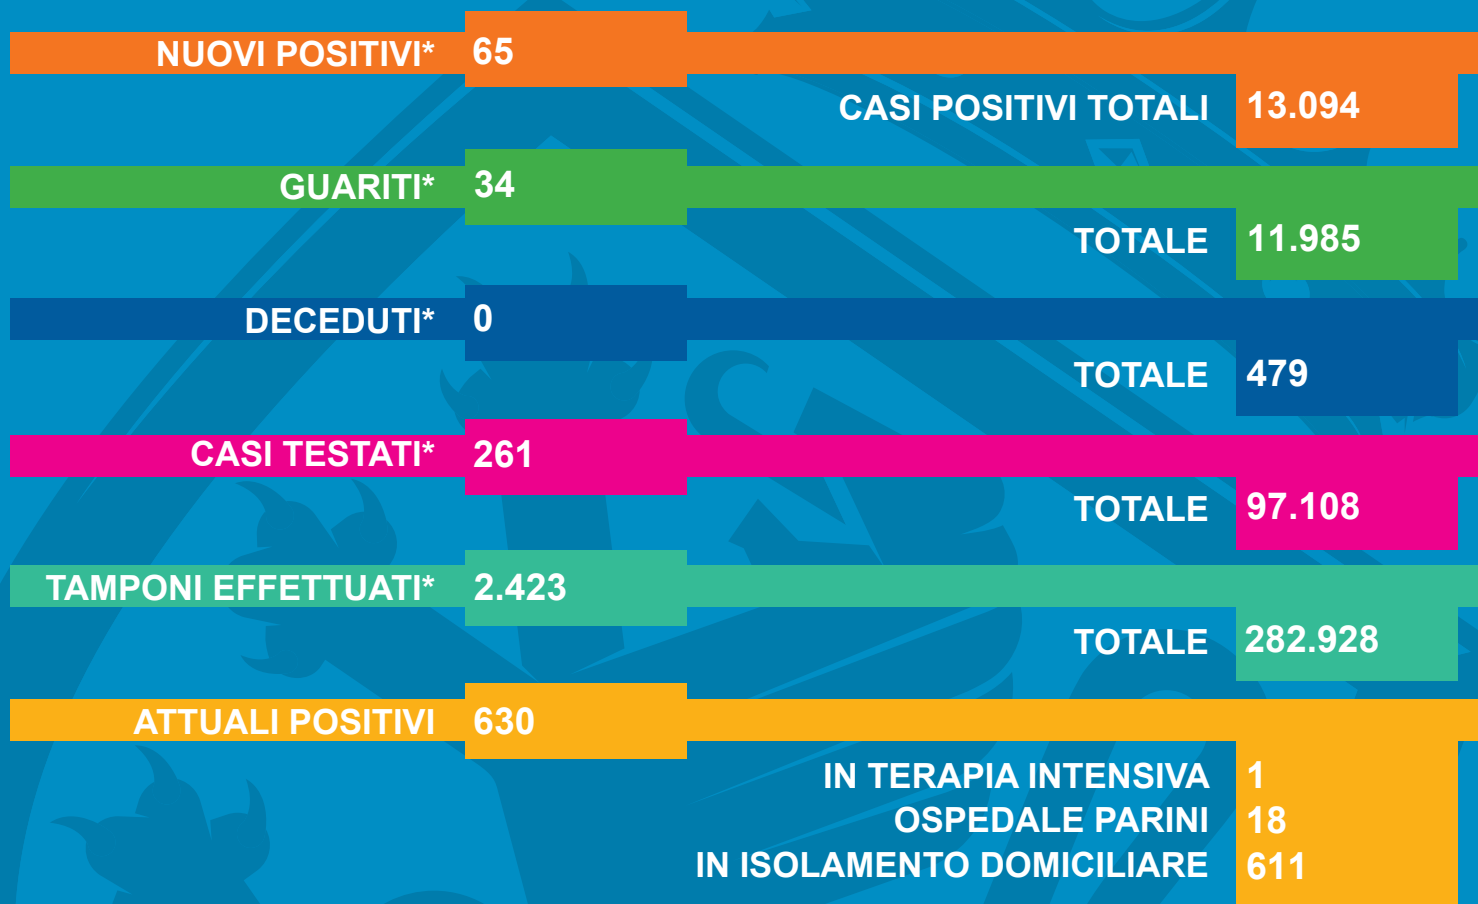 NUOVI POSITIVI* 65
CASI POSITIVI TOTALI 13.094
GUARITI* 34
TOTALE 11.985
DECEDUTI* 0
TOTALE 479
CASI TESTATI* 261
TOTALE 97.108
TAMPONI EFFETTUATI* 2.423
TOTALE 282.928
ATTUALI POSITIVI 630
IN TERAPIA INTENSIVA 1
OSPEDALE PARINI 18
IN ISOLAMENTO DOMICILIARE 611